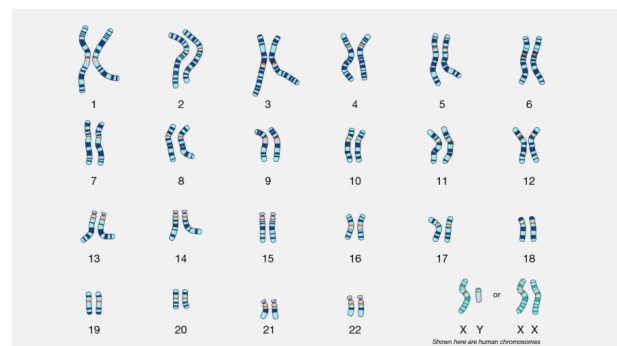 1 2 3 4 5 6
7 8 9 10 11 12
13 14 15 16 17 18
or
19 20 21 22 X Y X X
Shown here are human chromosomes